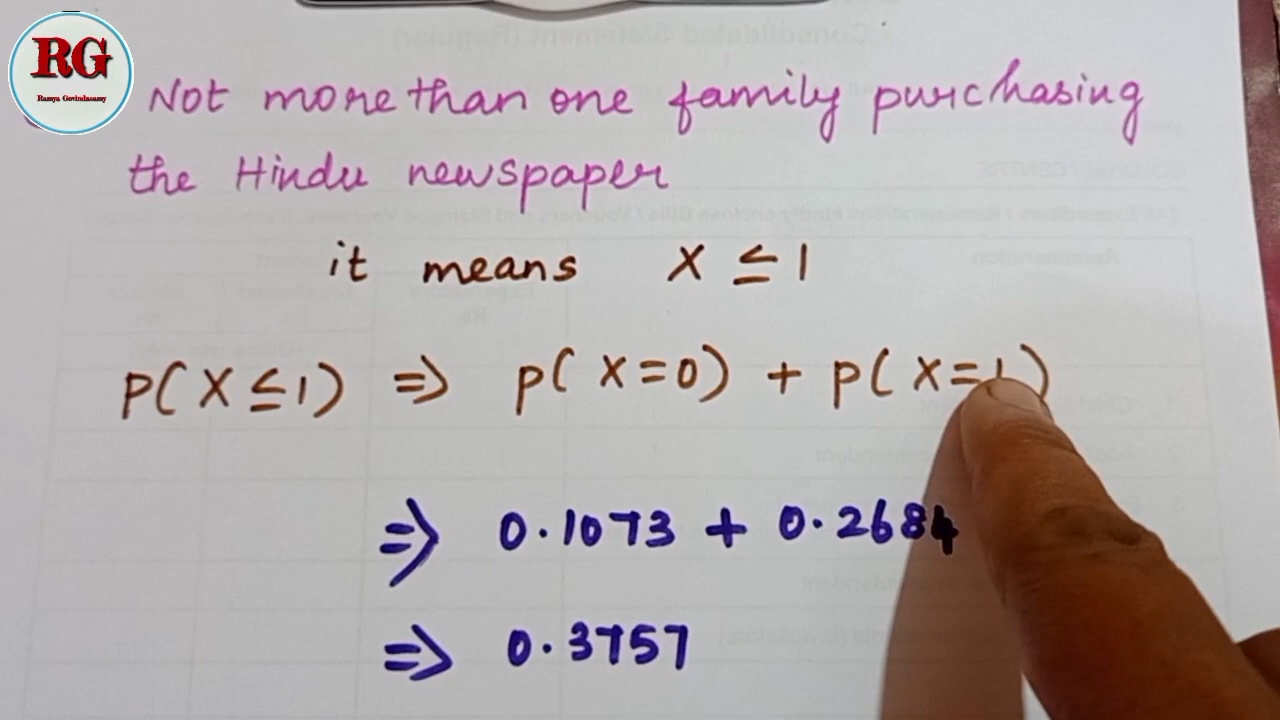 RG
Ramya Govindasamy
Not more than one family purchasing
the Hindu newspaper
it means X ≤ 1
P( X ≤ 1) => P( X = 0) + P( X = 1)
=> 0.1073 + 0.2684
=> 0.3757